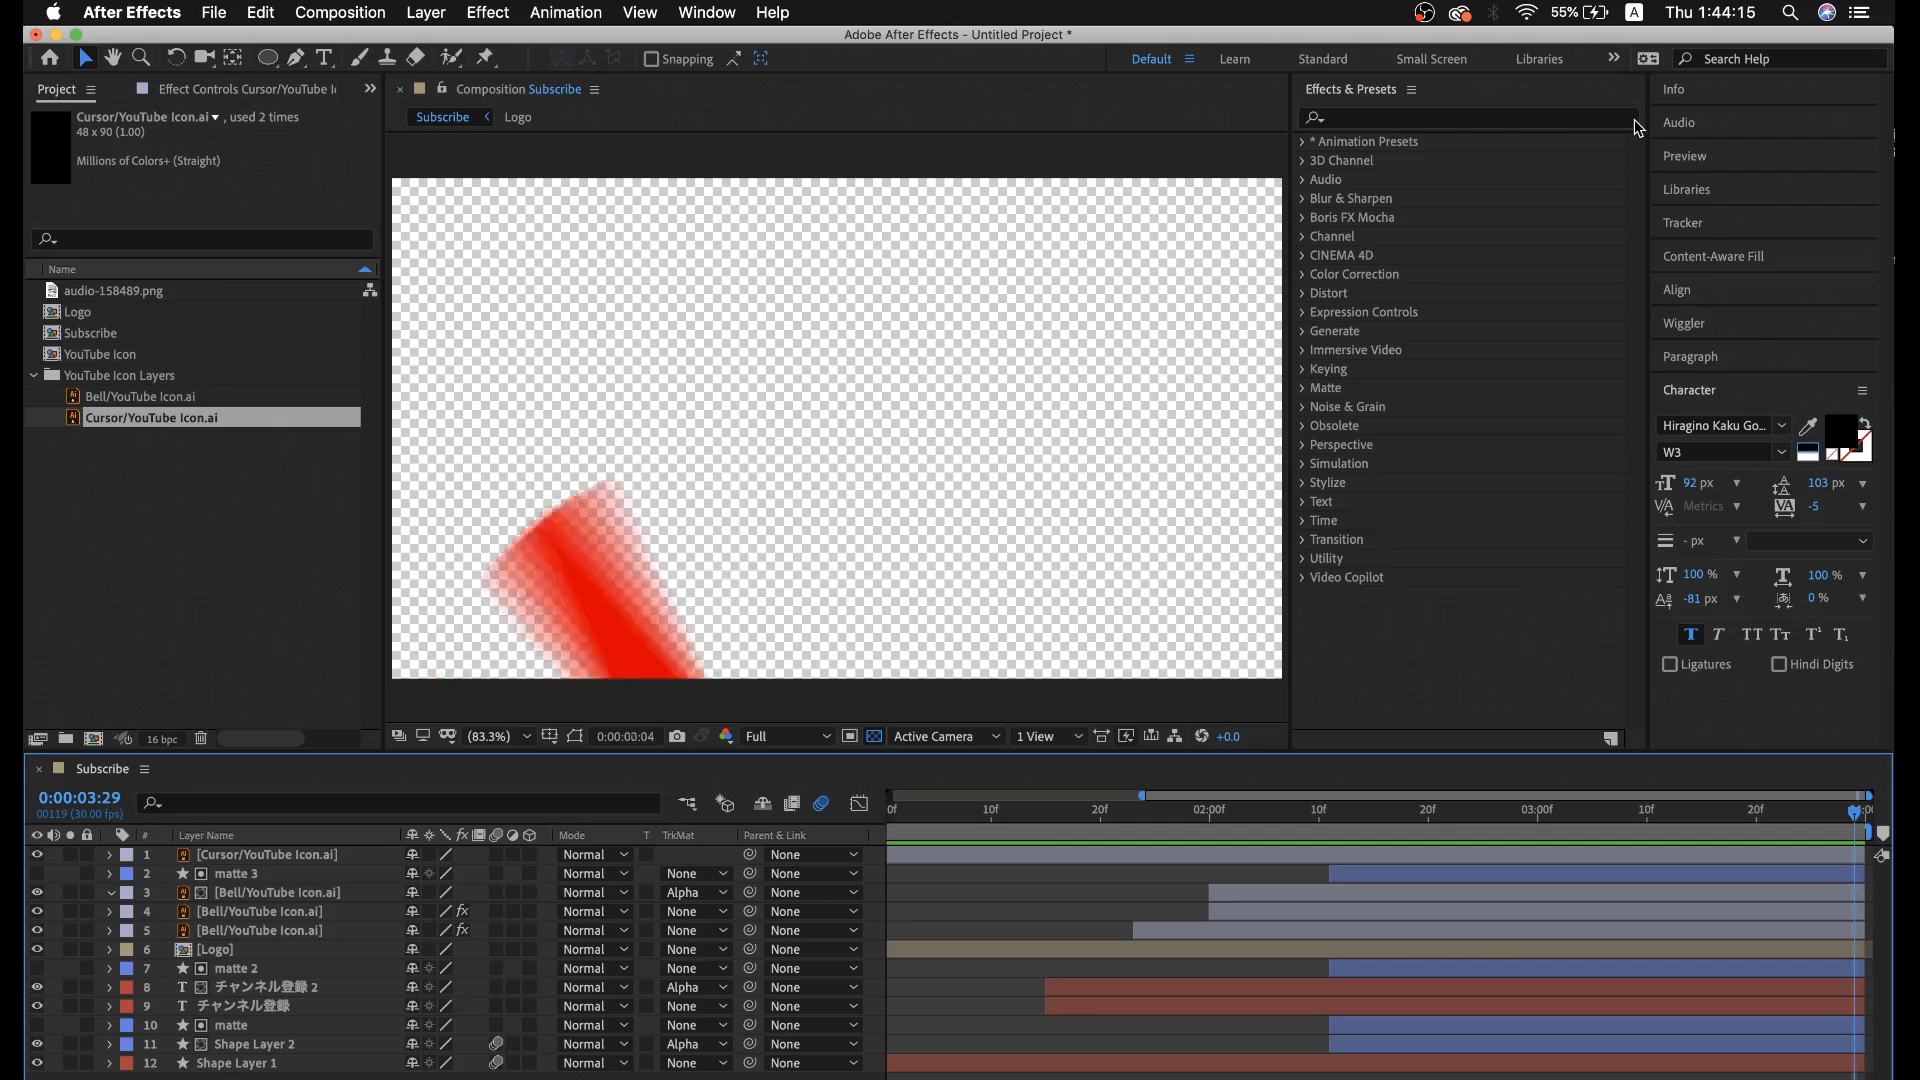 After Effects File Edit Composition Layer Effect Animation View Window Help 55% A Thu 1:44:15
Adobe After Effects - Untitled Project *
Snapping Default Learn Standard Small Screen Libraries Search Help
Project Effect Controls Cursor/YouTube
Cursor/YouTube Icon.ai , used 2 times
48 x 90 (1.00)
Millions of Colors+ (Straight)
Name
audio-158489.png
Logo
Subscribe
YouTube Icon
YouTube Icon Layers
Bell/YouTube Icon.ai
Cursor/YouTube Icon.ai
16 bpc
Composition Subscribe
Subscribe Logo
(83.3%) 0:00:00:04 Full Active Camera 1 View +0.0
Effects & Presets
* Animation Presets
3D Channel
Audio
Blur & Sharpen
Boris FX Mocha
Channel
CINEMA 4D
Color Correction
Distort
Expression Controls
Generate
Immersive Video
Keying
Matte
Noise & Grain
Obsolete
Perspective
Simulation
Stylize
Text
Time
Transition
Utility
Video Copilot
Info
Audio
Preview
Libraries
Tracker
Content-Aware Fill
Align
Wiggler
Paragraph
Character
Hiragino Kaku Go...
W3
92 px 103 px
Metrics -5
- px
100 % 100 %
-81 px 0 %
Ligatures Hindi Digits
Subscribe
0:00:03:29
00119 (30.00 fps)
0f 10f 20f 02:00f 10f 20f 03:00f 10f 20f
# Layer Name Mode T TrkMat Parent & Link
1 [Cursor/YouTube Icon.ai] Normal None
2 matte 3 Normal None None
3 [Bell/YouTube Icon.ai] Normal Alpha None
4 [Bell/YouTube Icon.ai] fx Normal None None
5 [Bell/YouTube Icon.ai] fx Normal None None
6 [Logo] Normal None None
7 matte 2 Normal None None
8 T チャンネル登録 2 Normal Alpha None
9 T チャンネル登録 Normal None None
10 matte Normal None None
11 Shape Layer 2 Normal Alpha None
12 Shape Layer 1 Normal None None